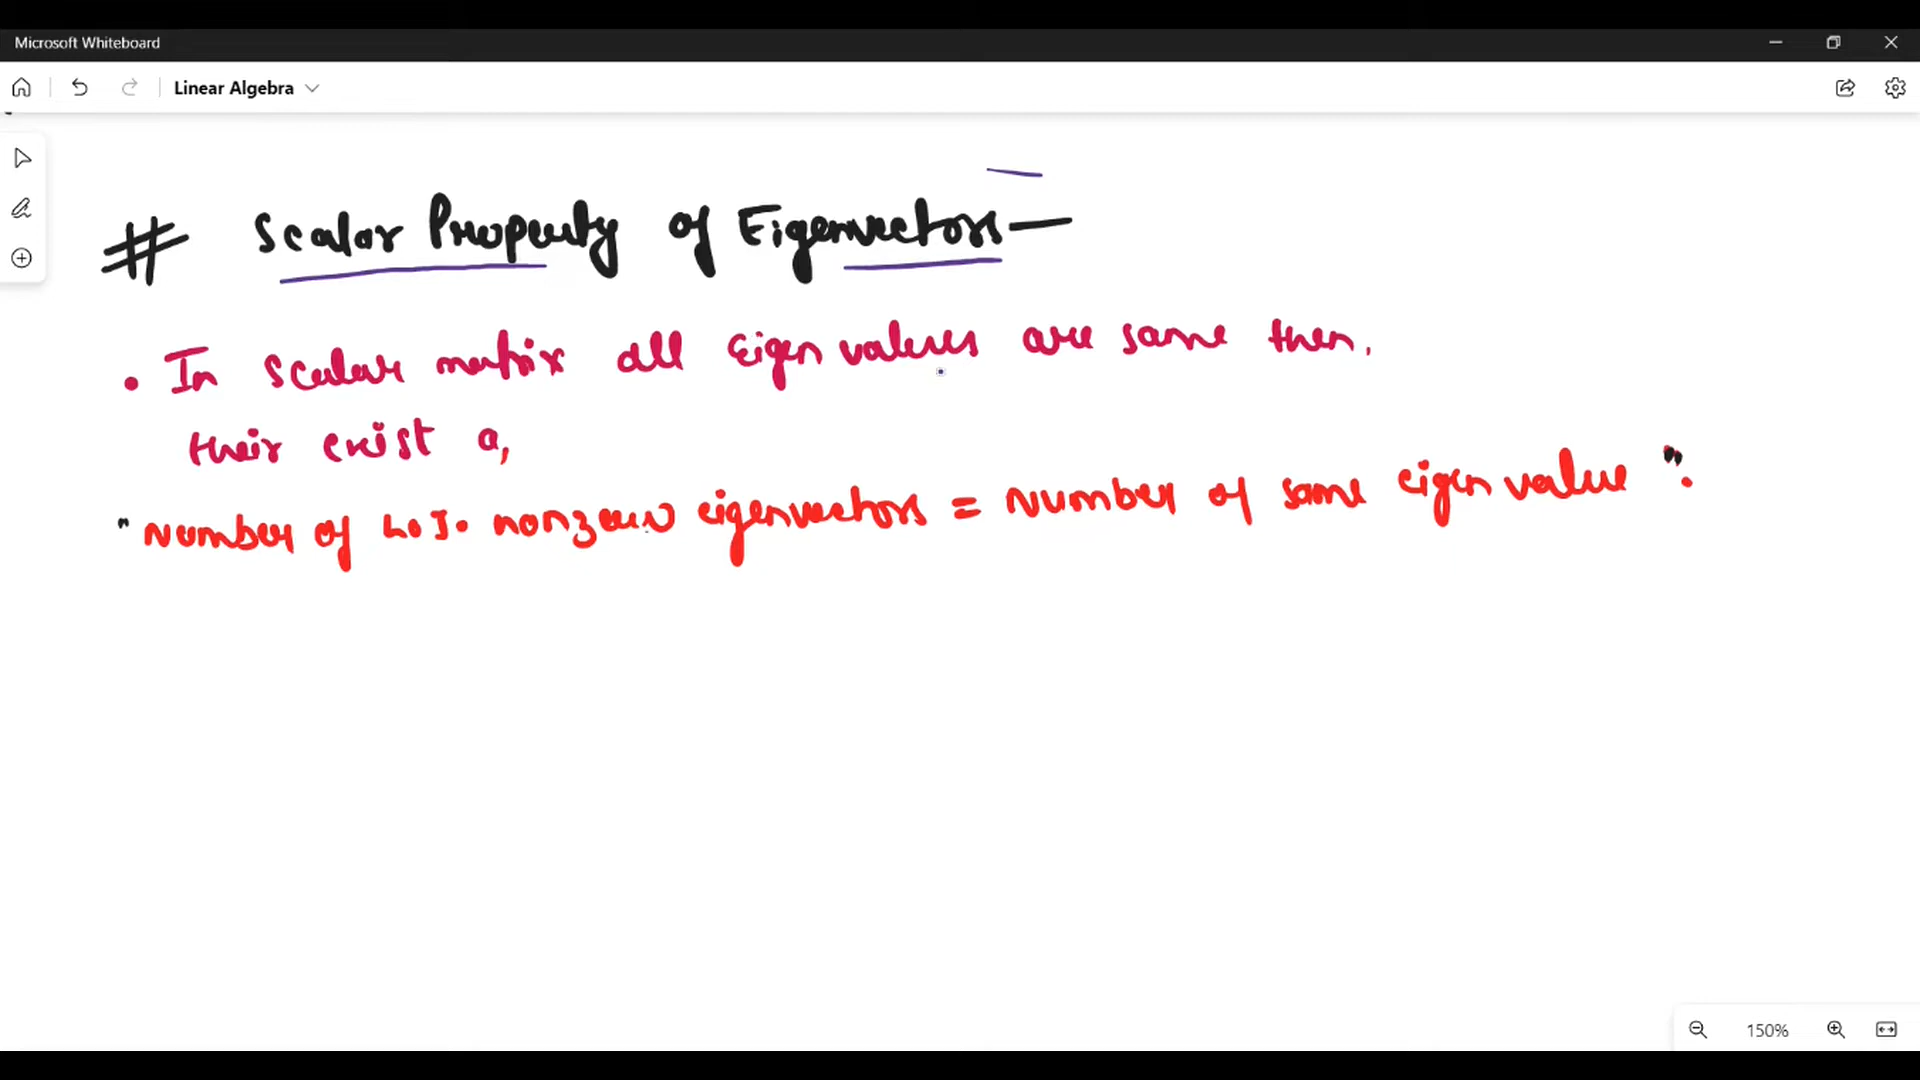 Microsoft Whiteboard
Linear Algebra
# Scalar Property of Eigenvectors —
• In scalar matrix all Eigen values are same then,
their exist a,
"Number of L.I. nonzero eigenvectors = Number of same eigen value".
150%